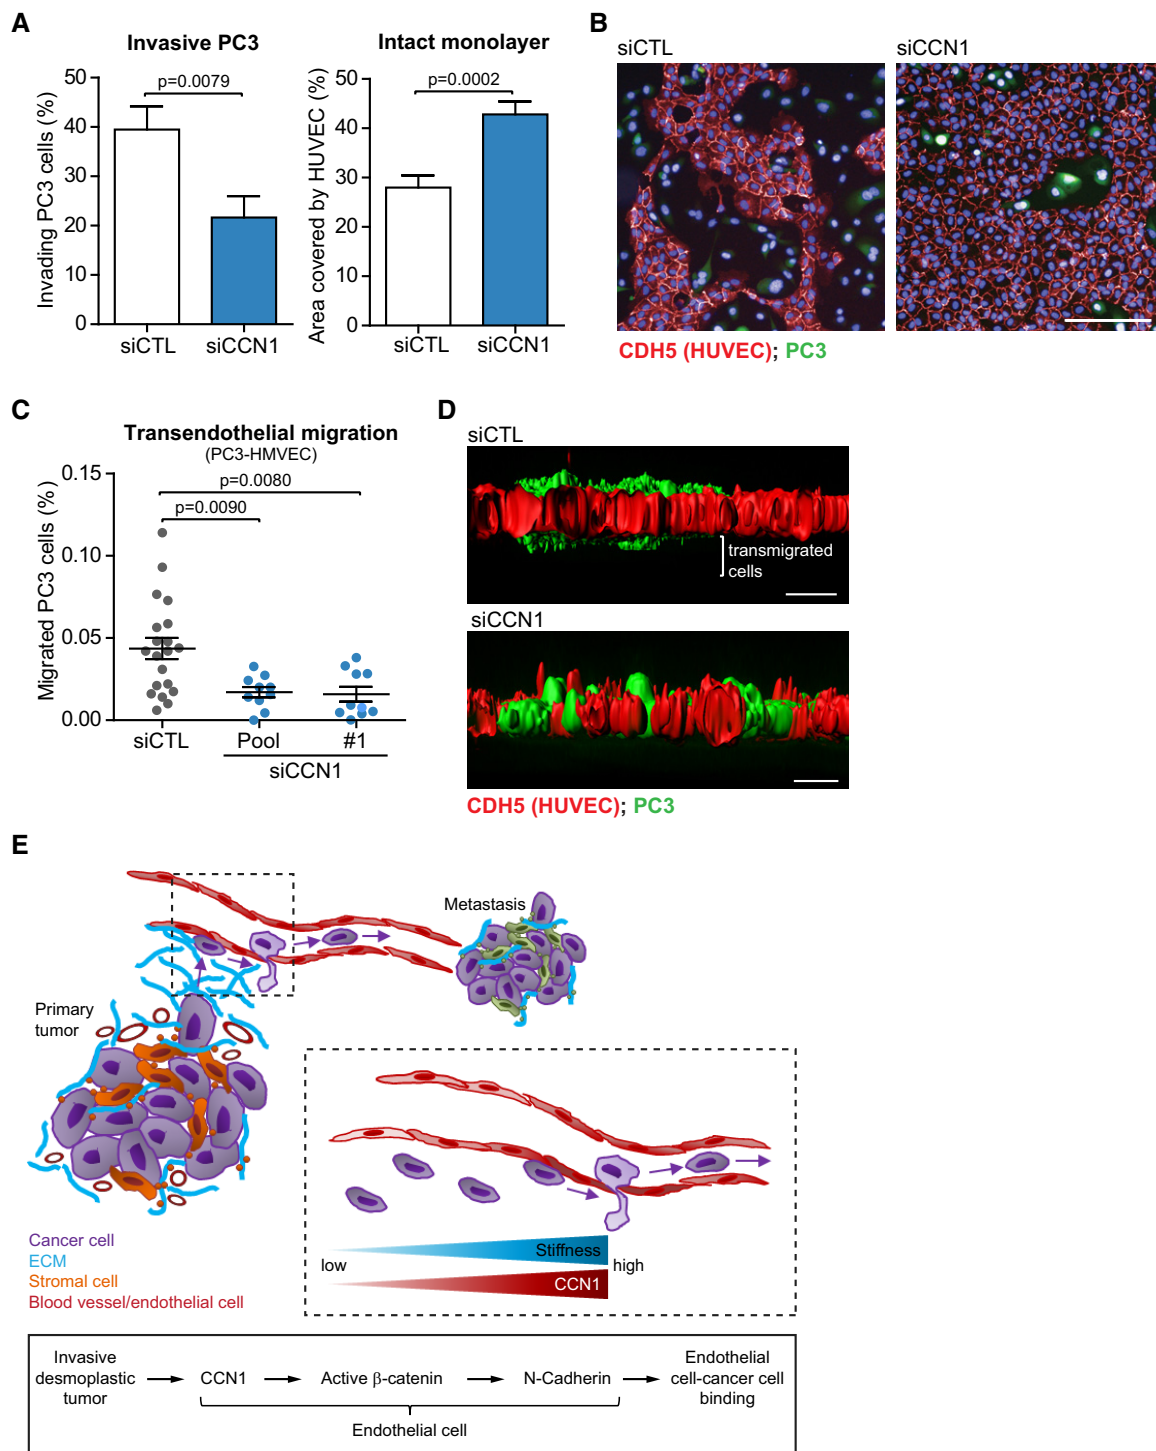 A
Invasive PC3
Invading PC3 cells (%)
50
40
30
20
10
0
p=0.0079
siCTL
siCCN1
Intact monolayer
Area covered by HUVEC (%)
50
40
30
20
10
0
p=0.0002
siCTL
siCCN1
B
siCTL
siCCN1
CDH5 (HUVEC); PC3
C
Transendothelial migration
(PC3-HMVEC)
Migrated PC3 cells (%)
0.15
0.10
0.05
0.00
p=0.0080
p=0.0090
siCTL
Pool
#1
siCCN1
D
siCTL
transmigrated
cells
siCCN1
CDH5 (HUVEC); PC3
E
Metastasis
Primary
tumor
Cancer cell
ECM
Stromal cell
Blood vessel/endothelial cell
Stiffness
low
high
CCN1
Invasive
desmoplastic
tumor
CCN1
Active β-catenin
N-Cadherin
Endothelial
cell-cancer cell
binding
Endothelial cell